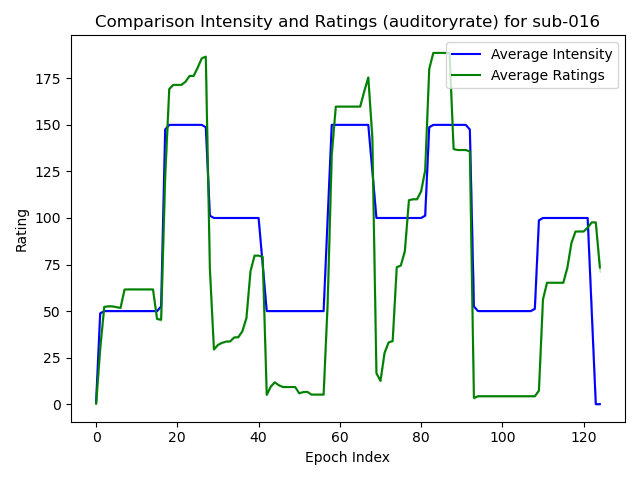 Comparison Intensity and Ratings (auditoryrate) for sub-016
Average Intensity
Average Ratings
Rating
175
150
125
100
75
50
25
0
0 20 40 60 80 100 120
Epoch Index